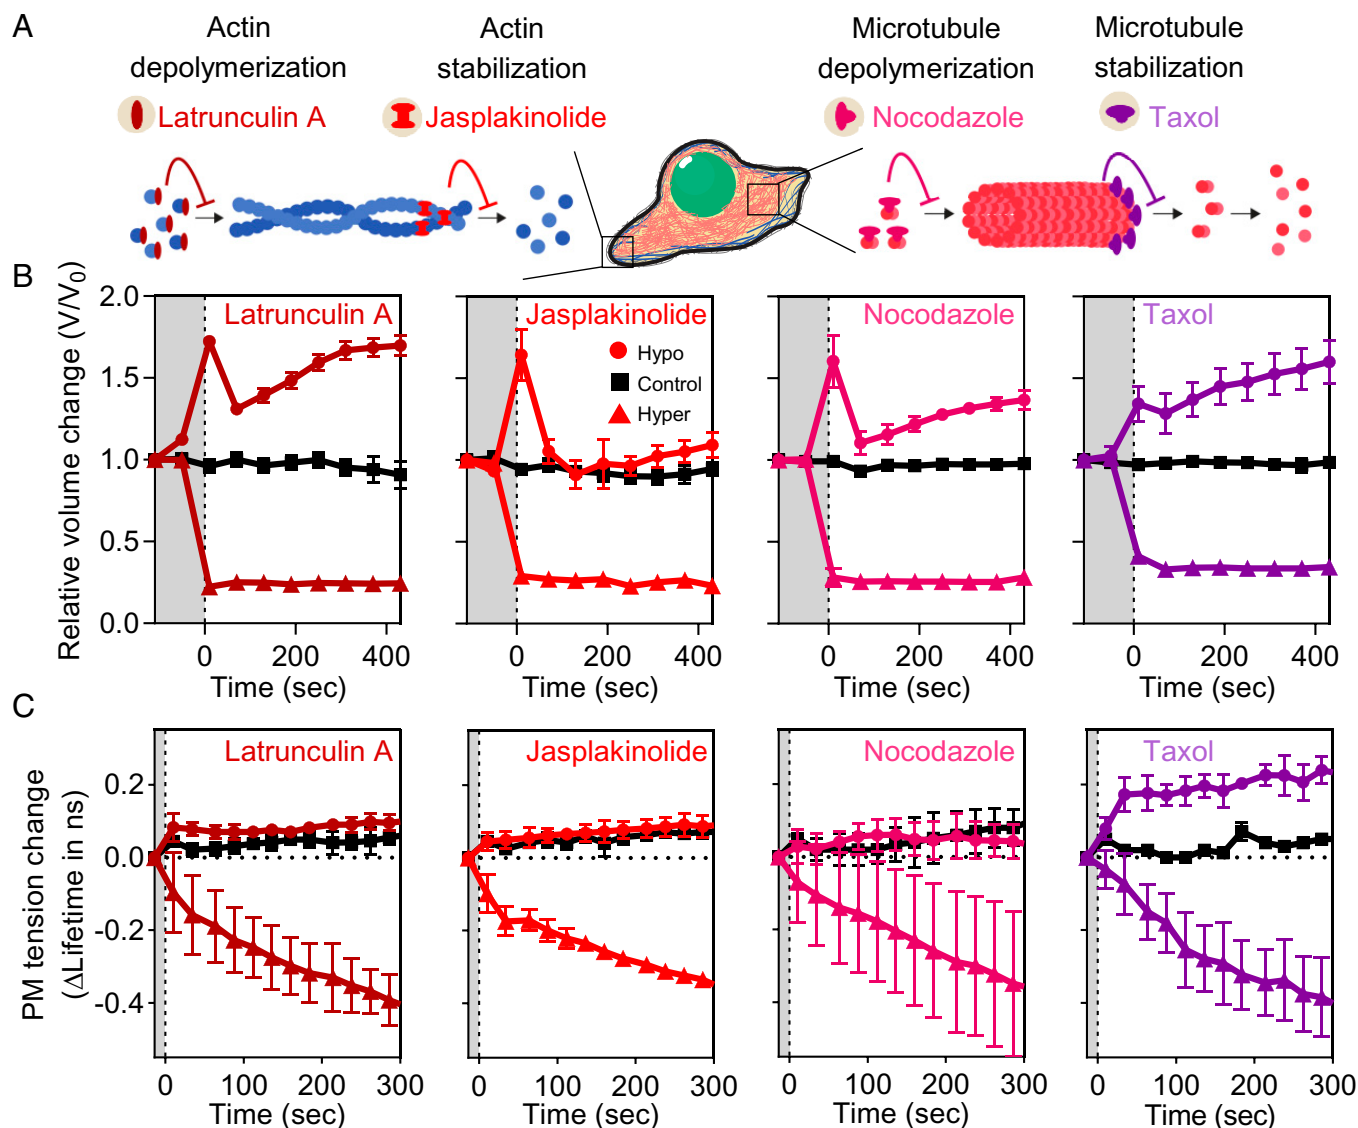 A
Actin
depolymerization
Latrunculin A
Actin
stabilization
Jasplakinolide
Microtubule
depolymerization
Nocodazole
Microtubule
stabilization
Taxol
B
Relative volume change (V/V0)
2.0
1.5
1.0
0.5
0.0
Latrunculin A
0 200 400
Time (sec)
Jasplakinolide
Hypo
Control
Hyper
0 200 400
Time (sec)
Nocodazole
0 200 400
Time (sec)
Taxol
0 200 400
Time (sec)
C
PM tension change
(ΔLifetime in ns)
0.2
0.0
-0.2
-0.4
Latrunculin A
0 100 200 300
Time (sec)
Jasplakinolide
0 100 200 300
Time (sec)
Nocodazole
0 100 200 300
Time (sec)
Taxol
0 100 200 300
Time (sec)